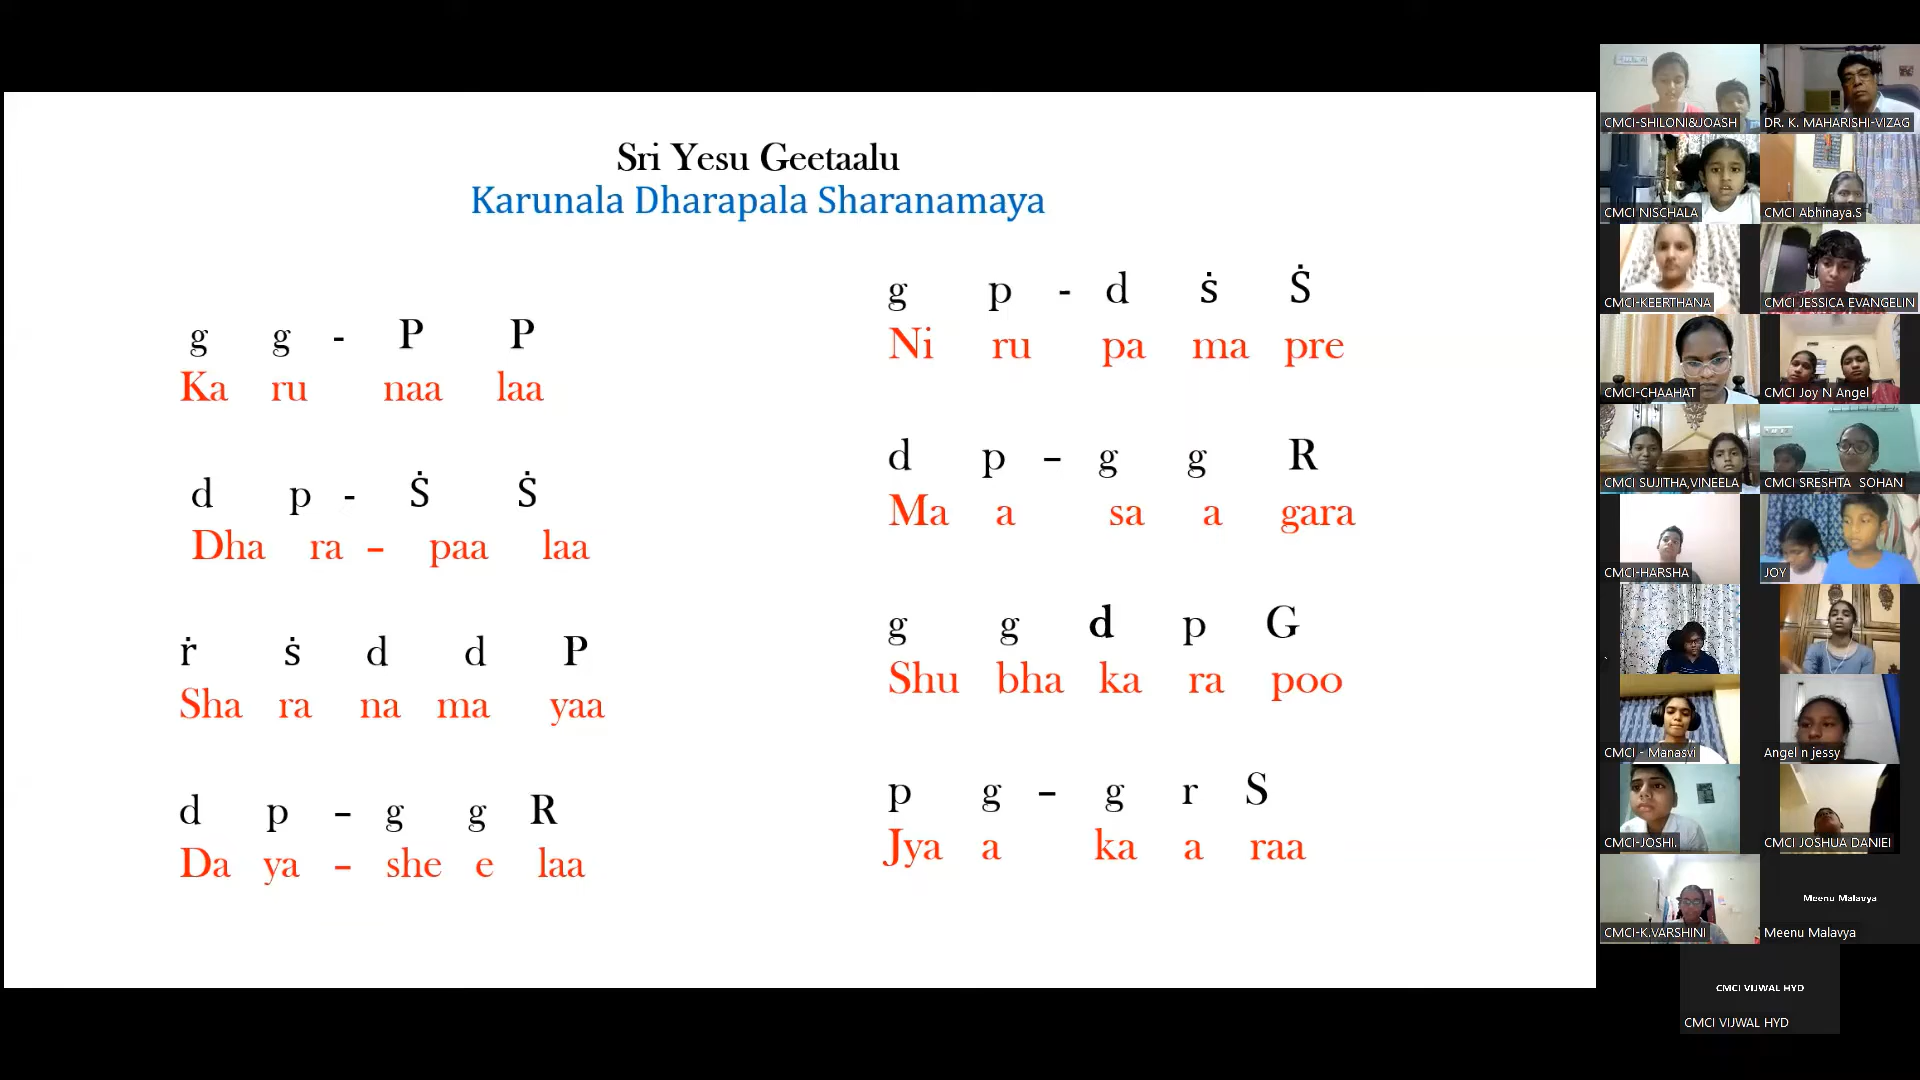 Sri Yesu Geetaalu
Karunala Dharapala Sharanamaya
g g - P P
Ka ru naa laa
d p - Ṡ Ṡ
Dha ra – paa laa
ṙ ṡ d d P
Sha ra na ma yaa
d p – g g R
Da ya – she e laa
g p - d ṡ Ṡ
Ni ru pa ma pre
d p – g g R
Ma a sa a gara
g g d p G
Shu bha ka ra poo
p g – g r S
Jya a ka a raa
CMCI-SHILONI&JOASH
DR. K. MAHARISHI-VIZAG
CMCI NISCHALA
CMCI Abhinaya.S
CMCI-KEERTHANA
CMCI JESSICA EVANGELIN
CMCI-CHAAHAT
CMCI Joy N Angel
CMCI SUJITHA,VINEELA
CMCI SRESHTA SOHAN
CMCI-HARSHA
JOY
CMCI - Manasvi
Angel n jessy
CMCI-JOSHI.
CMCI JOSHUA DANIEl
CMCI-K.VARSHINI
Meenu Malavya
Meenu Malavya
CMCI VIJWAL HYD
CMCI VIJWAL HYD